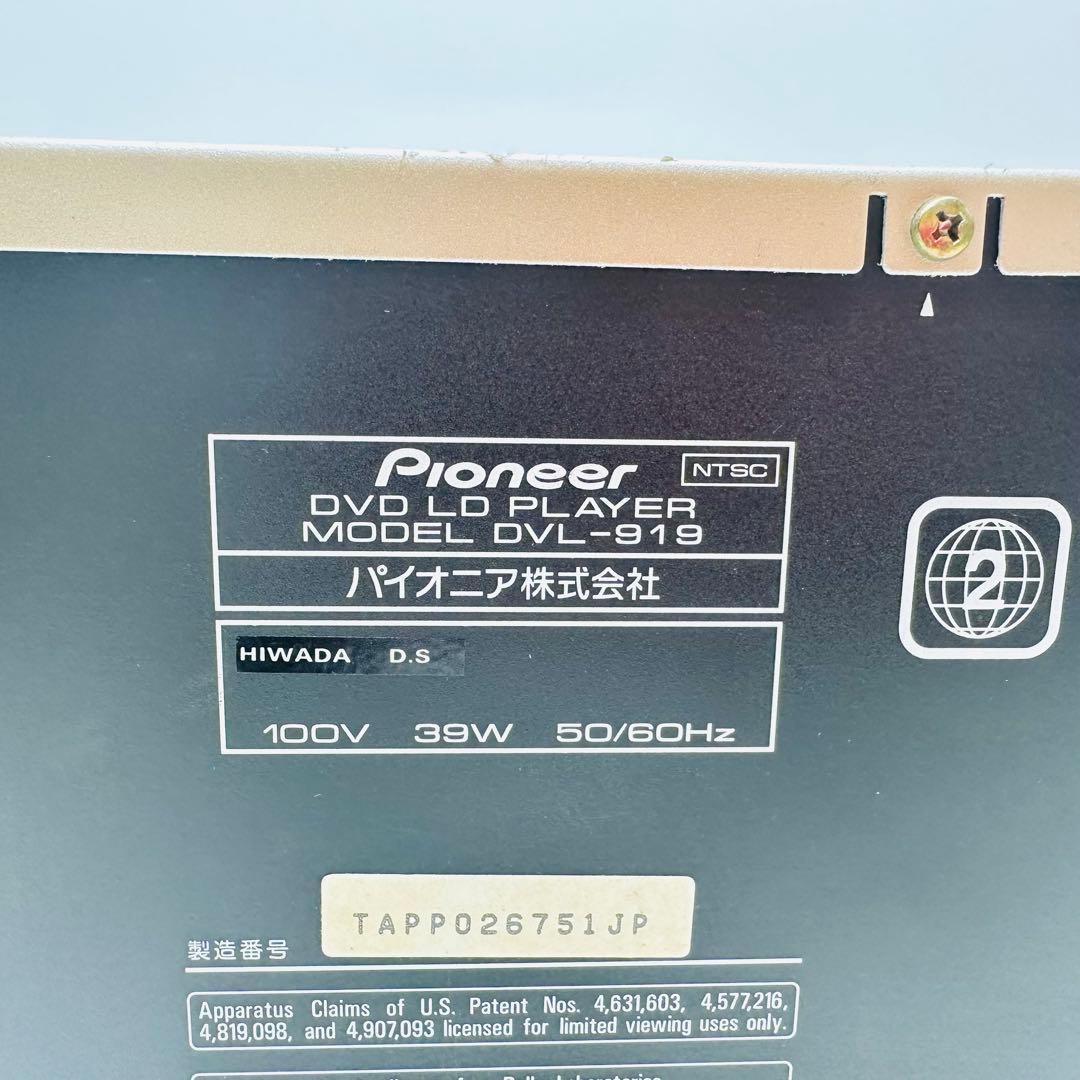 Pioneer NTSC
DVD LD PLAYER
MODEL DVL-919
パイオニア株式会社
2
HIWADA D.S
100V 39W 50/60Hz
TAPP026751JP
製造番号
Apparatus Claims of U.S. Patent Nos. 4,631,603, 4,577,216,
4,819,098, and 4,907,093 licensed for limited viewing uses only.